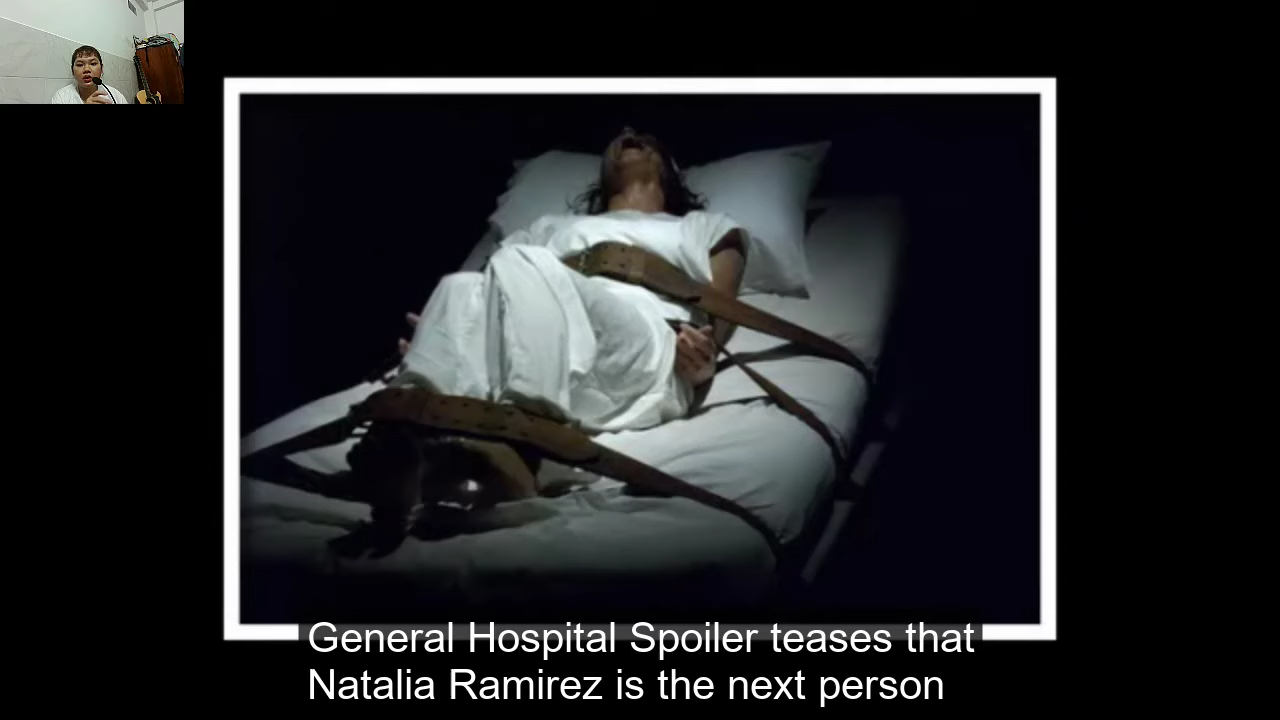 General Hospital Spoiler teases that
Natalia Ramirez is the next person